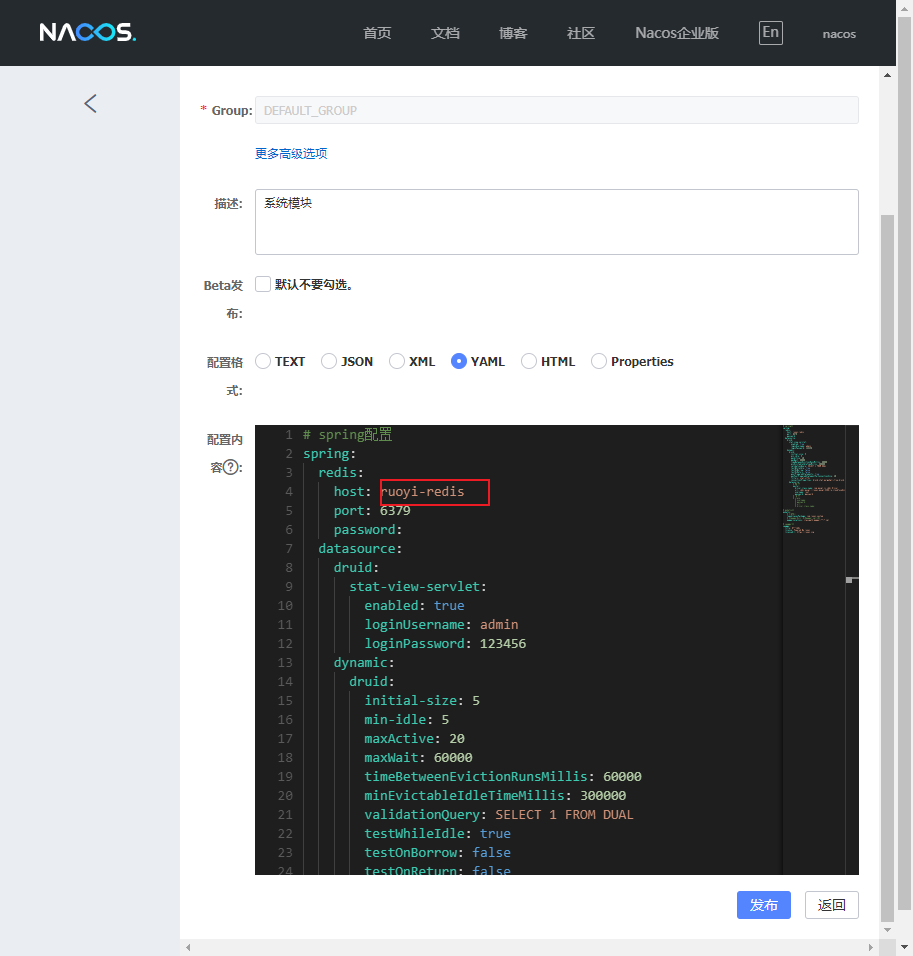 NACOS.
首页 文档 博客 社区 Nacos企业版 En nacos
* Group: DEFAULT_GROUP
更多高级选项
描述: 系统模块
Beta发布: 默认不要勾选。
配置格式: TEXT JSON XML YAML HTML Properties
配置内容?:
1 # spring配置
2 spring:
3 redis:
4 host: ruoyi-redis
5 port: 6379
6 password:
7 datasource:
8 druid:
9 stat-view-servlet:
10 enabled: true
11 loginUsername: admin
12 loginPassword: 123456
13 dynamic:
14 druid:
15 initial-size: 5
16 min-idle: 5
17 maxActive: 20
18 maxWait: 60000
19 timeBetweenEvictionRunsMillis: 60000
20 minEvictableIdleTimeMillis: 300000
21 validationQuery: SELECT 1 FROM DUAL
22 testWhileIdle: true
23 testOnBorrow: false
24 testOnReturn: false
发布 返回